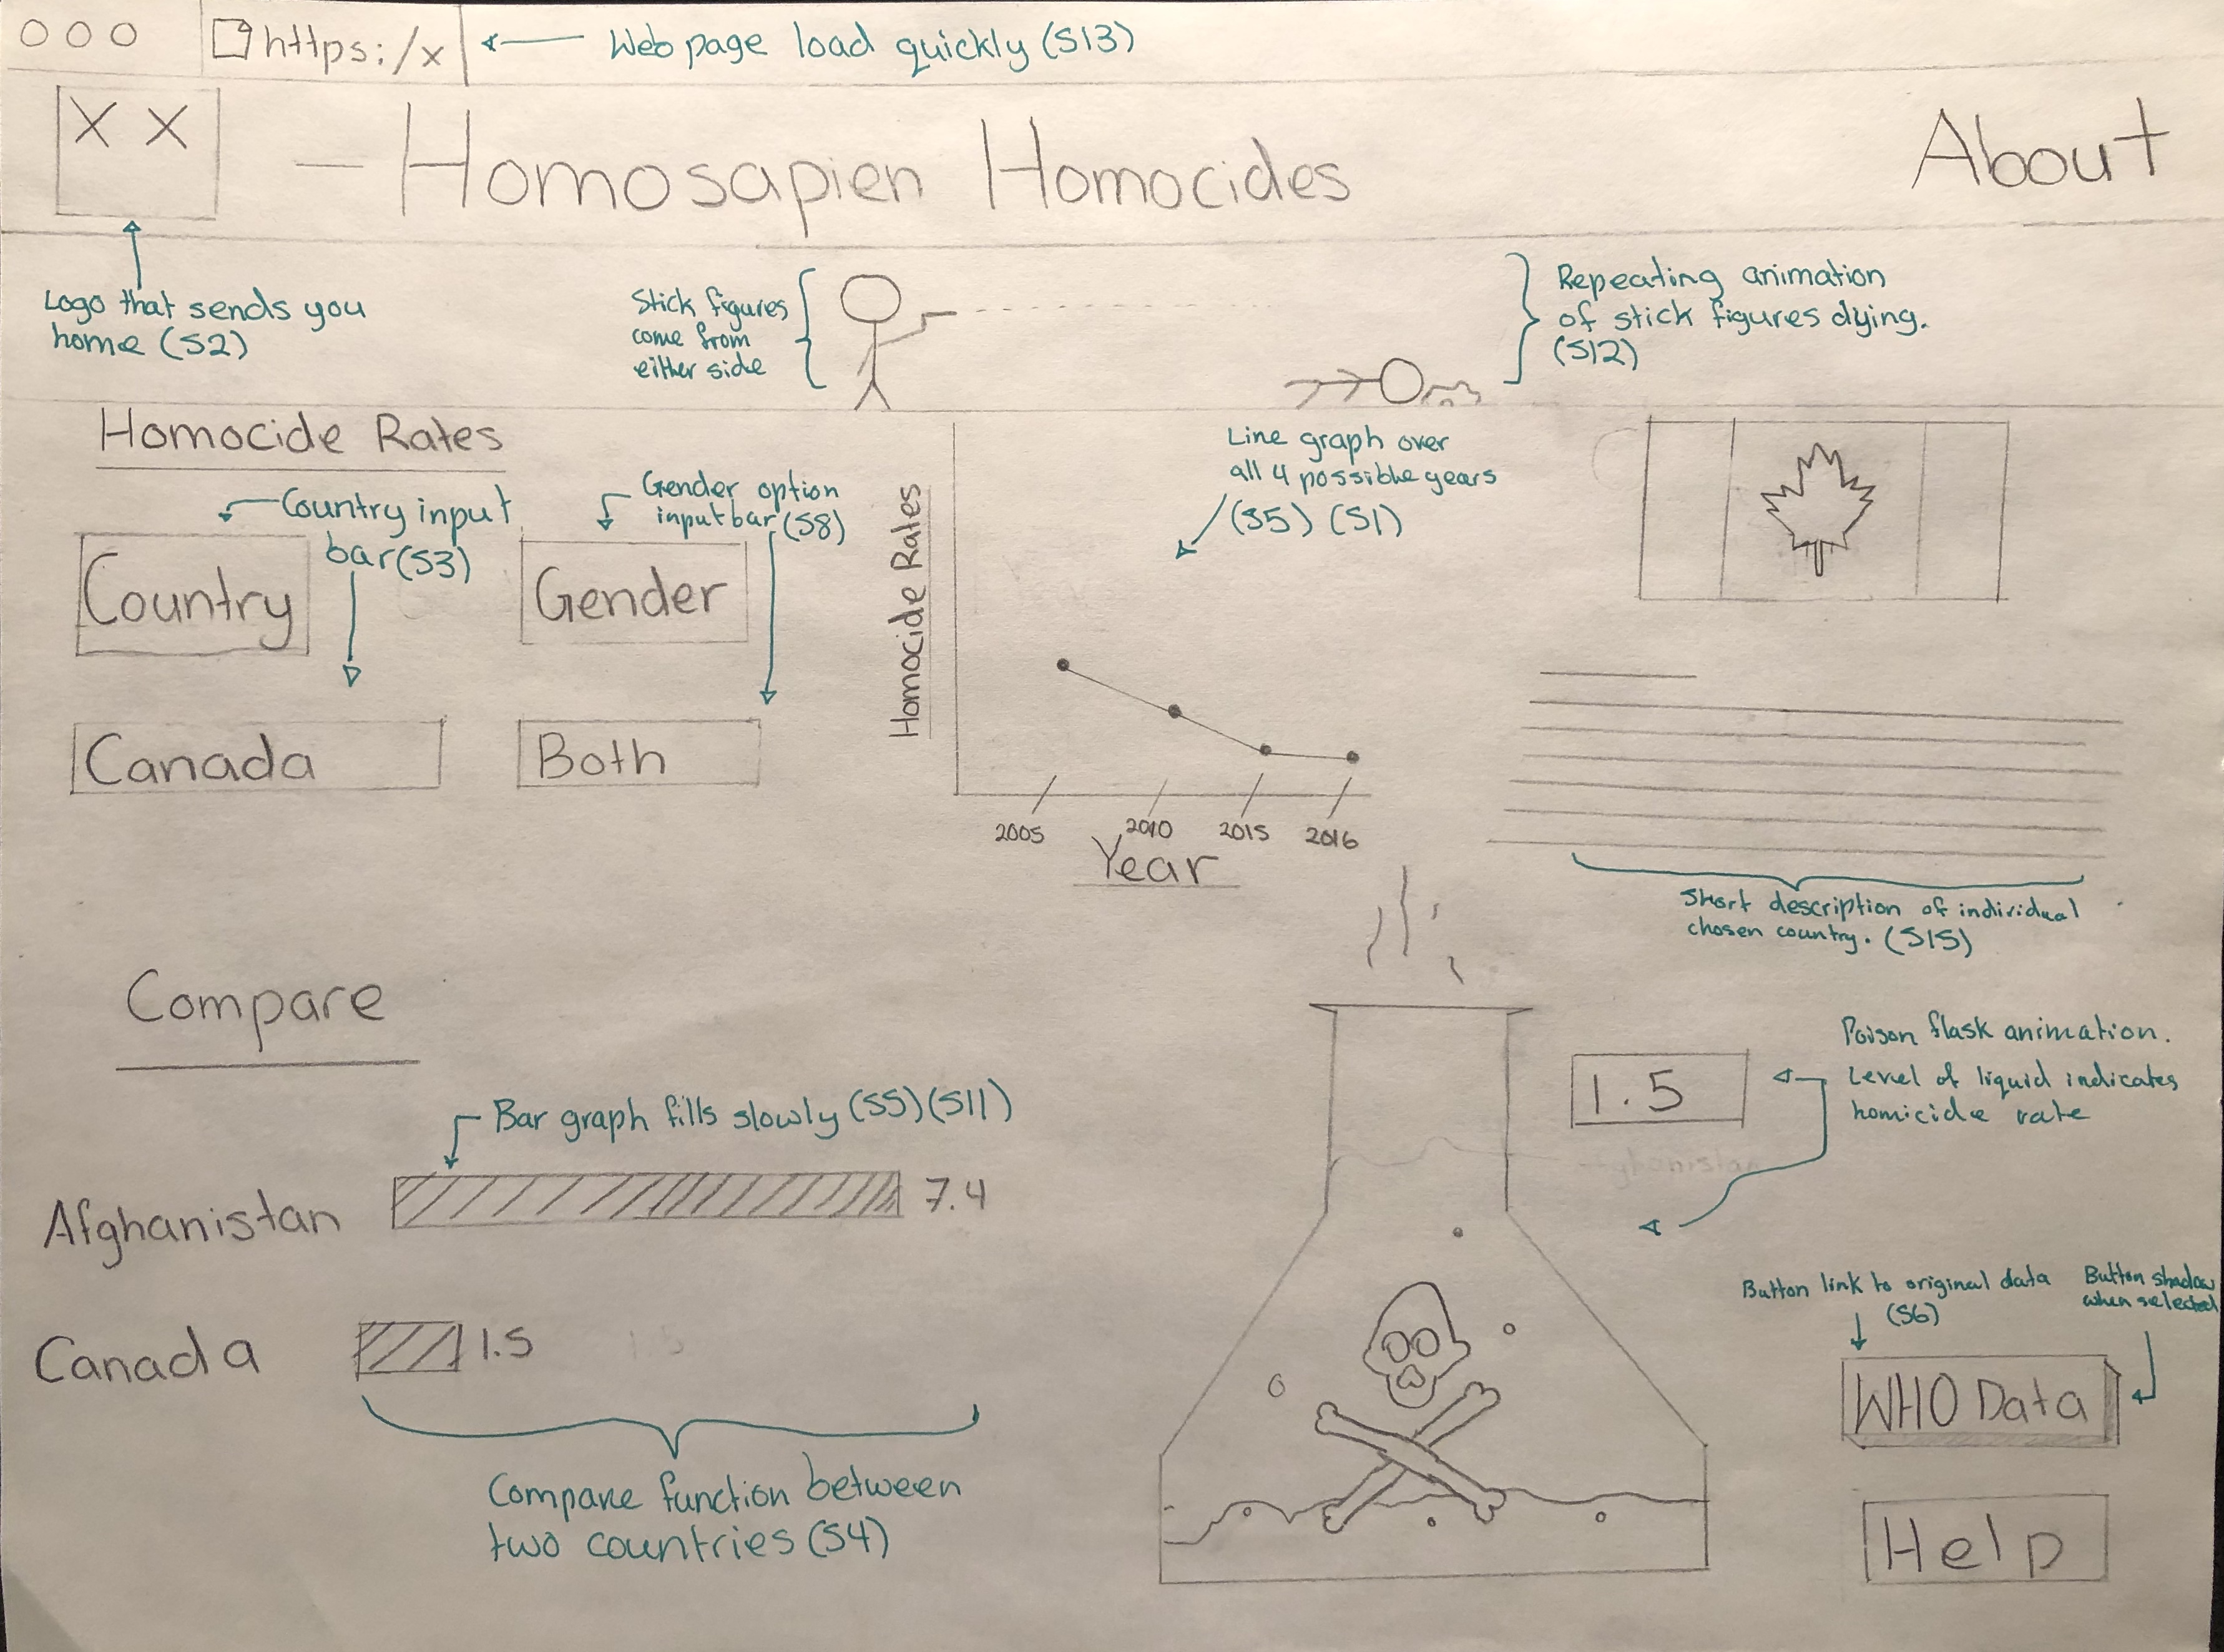 https:/x
Web page load quickly (S13)
X X
- Homosapien Homocides
About
Logo that sends you
home (S2)
Stick figures
come from
either side
Repeating animation
of stick figures dying.
(S12)
Homocide Rates
Country input
bar (S3)
Gender option
input bar (S8)
Country
Gender
Canada
Both
Homocide Rates
Line graph over
all 4 possible years
(S5) (S1)
2005
2010
2015
2016
Year
Short description of individual
chosen country. (S15)
Compare
Bar graph fills slowly (S5) (S11)
Afghanistan
7.4
Canada
1.5
Compare function between
two countries (S4)
1.5
Poison flask animation.
Level of liquid indicates
homicide rate
Button link to original data
(S6)
Button shadow
when selected
WHO Data
Help